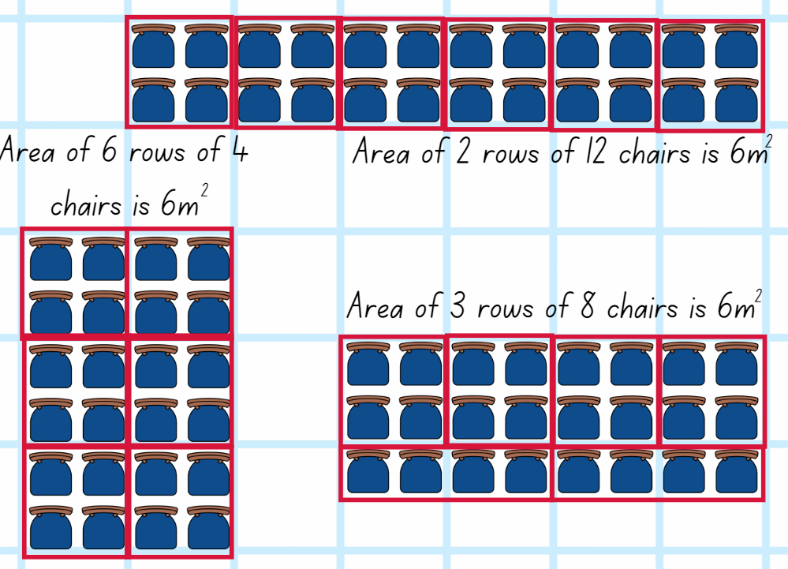 Area of 6 rows of 4
chairs is 6m²
Area of 2 rows of 12 chairs is 6m²
Area of 3 rows of 8 chairs is 6m²